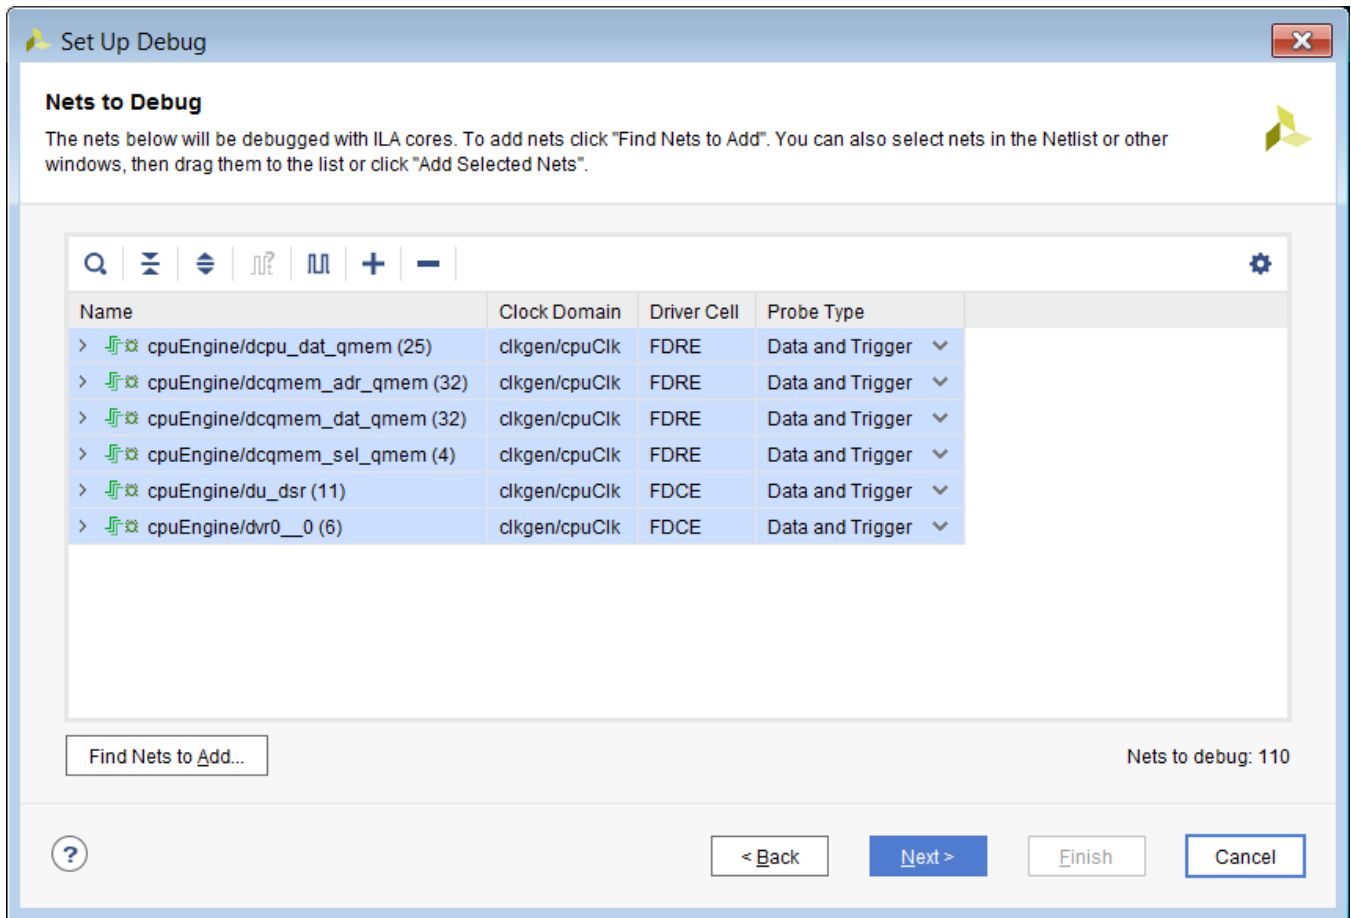 Set Up Debug
Nets to Debug
The nets below will be debugged with ILA cores. To add nets click "Find Nets to Add". You can also select nets in the Netlist or other
windows, then drag them to the list or click "Add Selected Nets".
Name Clock Domain Driver Cell Probe Type
cpuEngine/dcpu_dat_qmem (25) clkgen/cpuClk FDRE Data and Trigger
cpuEngine/dcqmem_adr_qmem (32) clkgen/cpuClk FDRE Data and Trigger
cpuEngine/dcqmem_dat_qmem (32) clkgen/cpuClk FDRE Data and Trigger
cpuEngine/dcqmem_sel_qmem (4) clkgen/cpuClk FDRE Data and Trigger
cpuEngine/du_dsr (11) clkgen/cpuClk FDCE Data and Trigger
cpuEngine/dvr0__0 (6) clkgen/cpuClk FDCE Data and Trigger
Find Nets to Add... Nets to debug: 110
? < Back Next > Finish Cancel